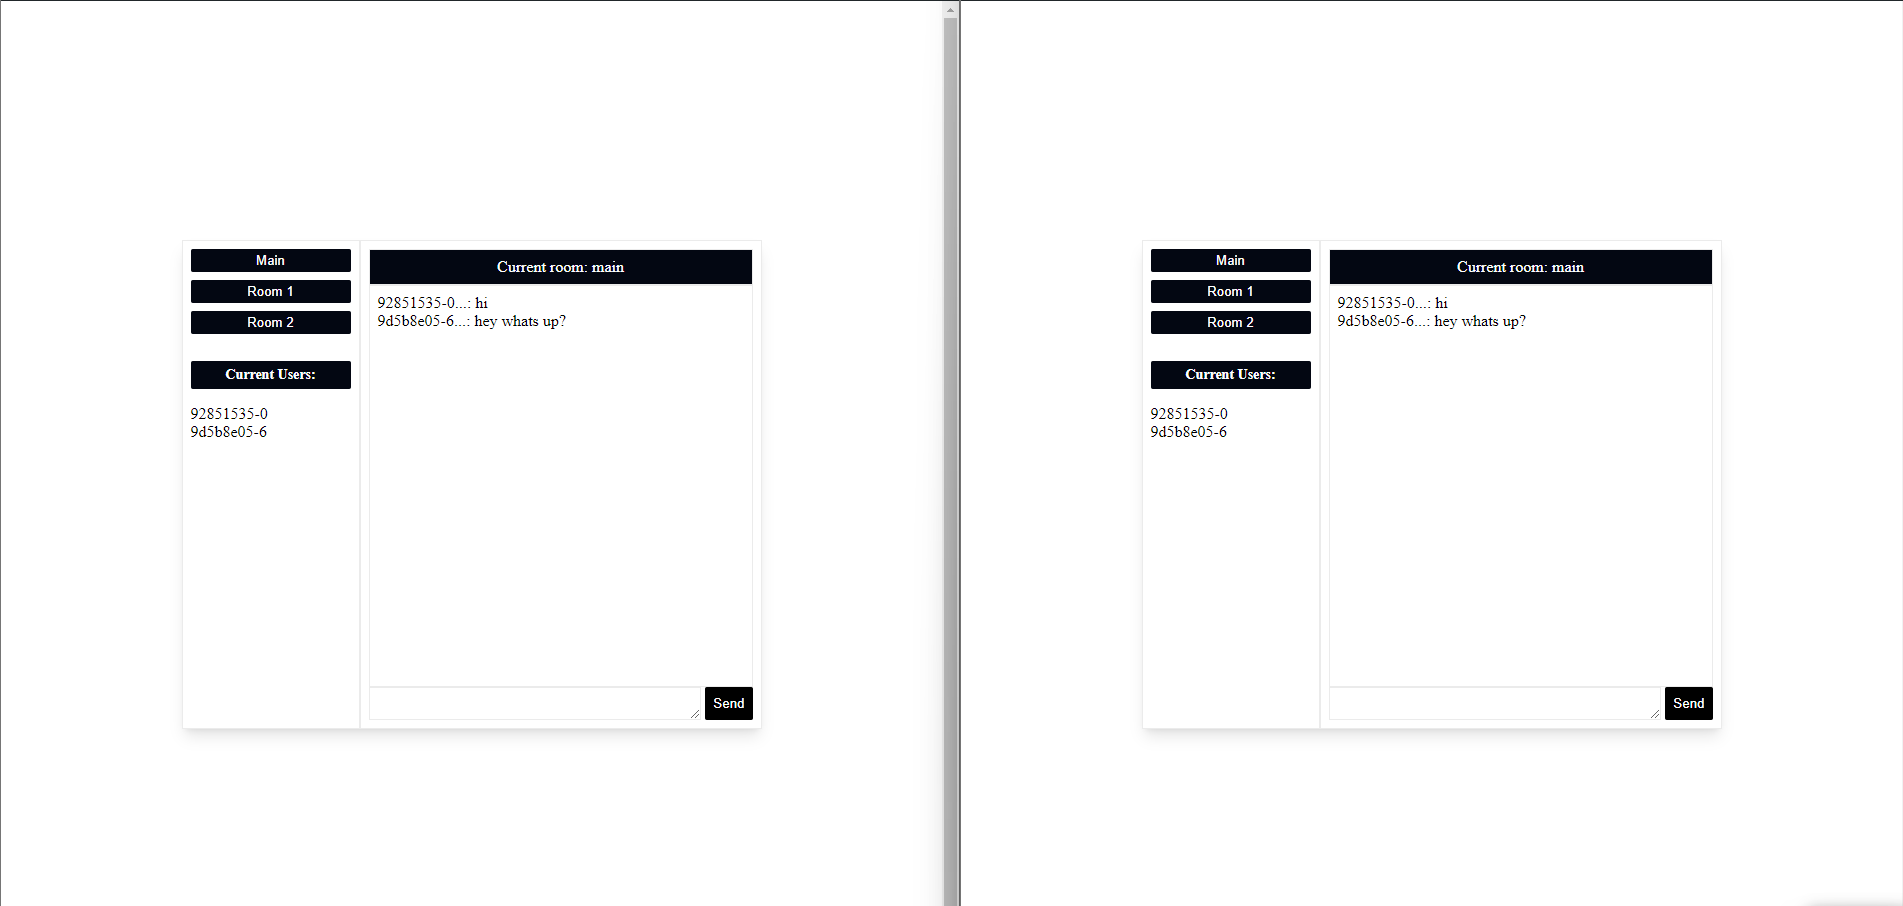 Main
Room 1
Room 2
Current Users:
92851535-0
9d5b8e05-6
Current room: main
92851535-0...: hi
9d5b8e05-6...: hey whats up?
Send
Main
Room 1
Room 2
Current Users:
92851535-0
9d5b8e05-6
Current room: main
92851535-0...: hi
9d5b8e05-6...: hey whats up?
Send